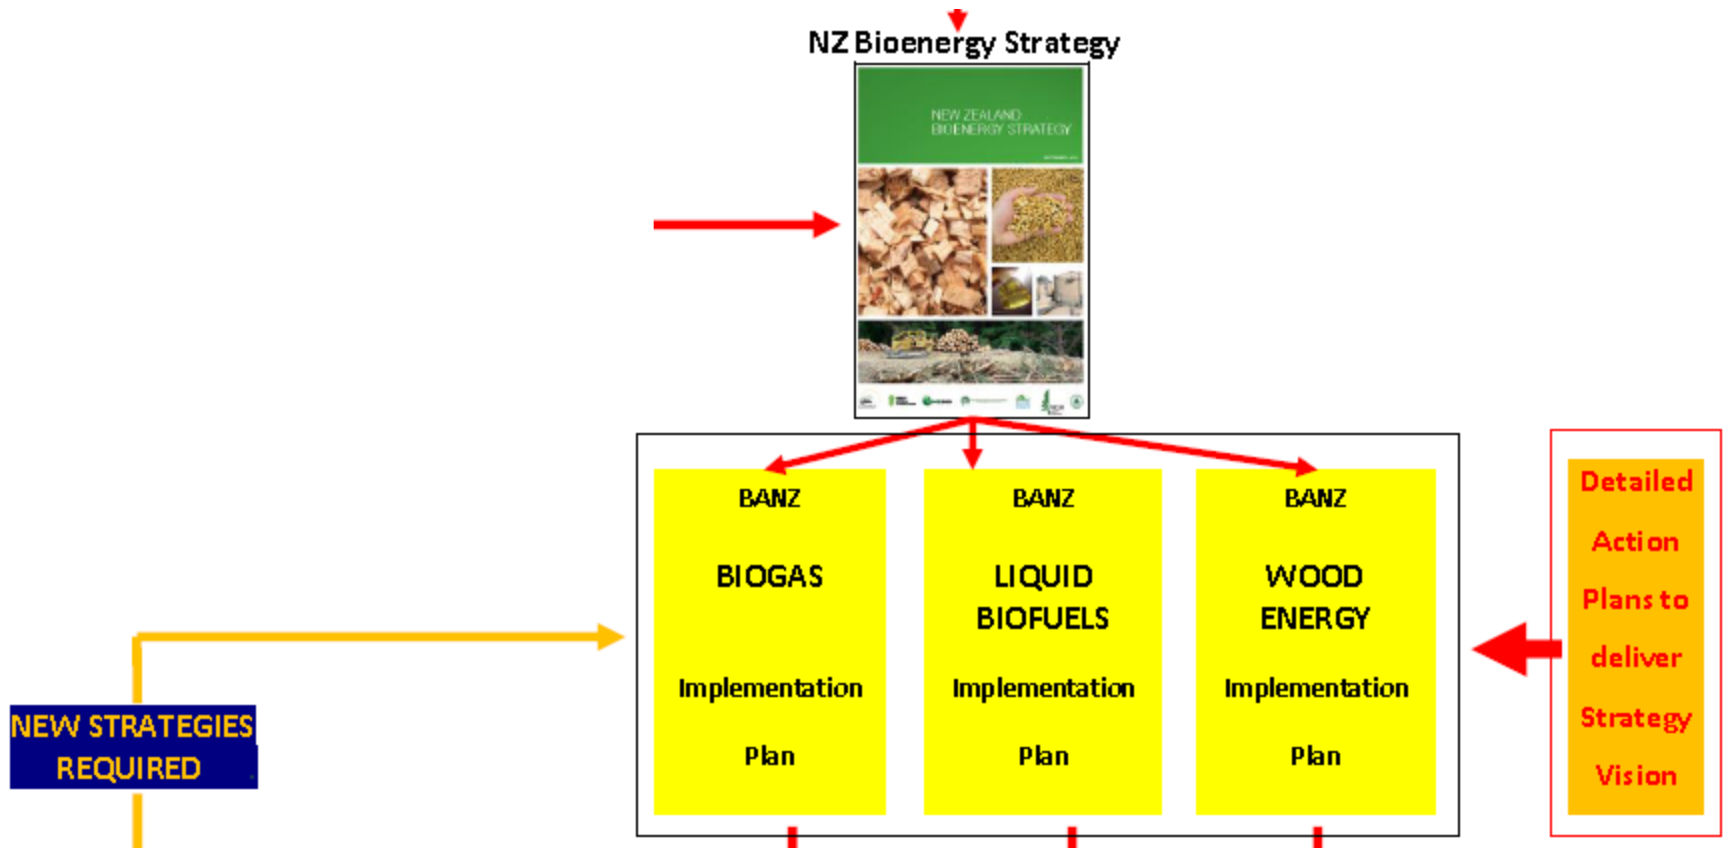 NZ Bioenergy Strategy
NEW ZEALAND
BIOENERGY STRATEGY
BANZ
BIOGAS
Implementation
Plan
BANZ
LIQUID
BIOFUELS
Implementation
Plan
BANZ
WOOD
ENERGY
Implementation
Plan
Detailed
Action
Plans to
deliver
Strategy
Vision
NEW STRATEGIES
REQUIRED